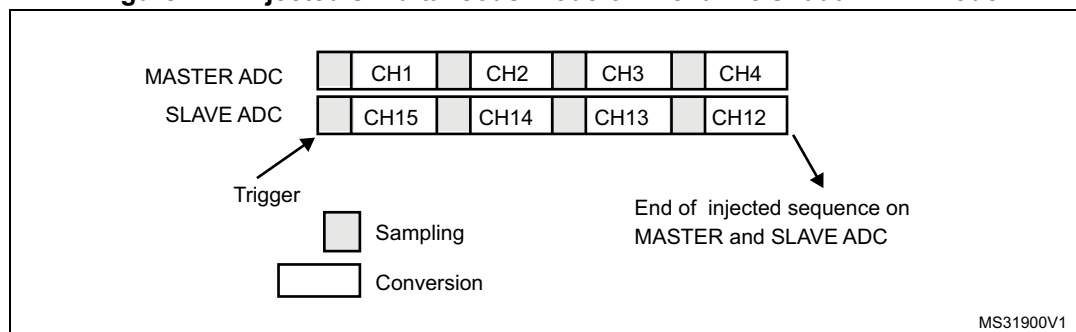 MASTER ADC CH1 CH2 CH3 CH4
SLAVE ADC CH15 CH14 CH13 CH12
Trigger
End of injected sequence on
MASTER and SLAVE ADC
Sampling
Conversion
MS31900V1